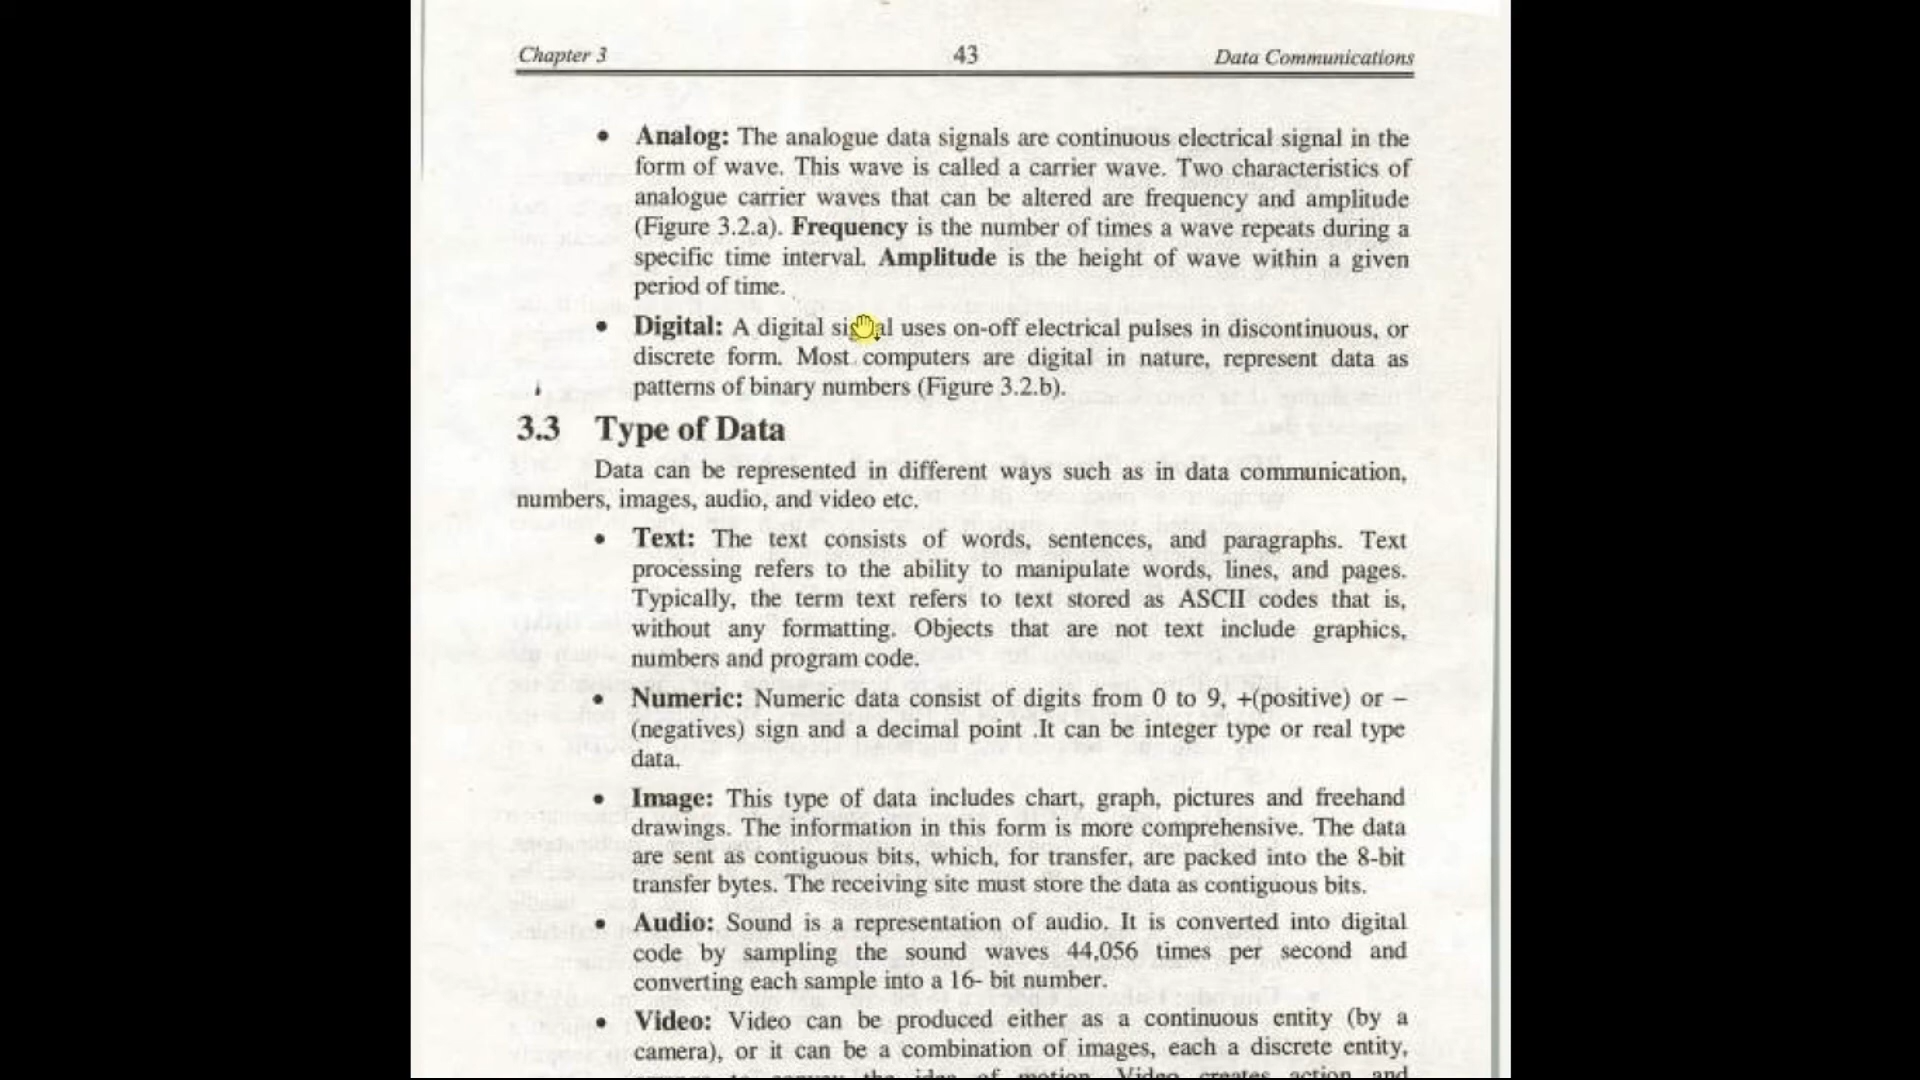 Chapter 3 43 Data Communications
• Analog: The analogue data signals are continuous electrical signal in the
form of wave. This wave is called a carrier wave. Two characteristics of
analogue carrier waves that can be altered are frequency and amplitude
(Figure 3.2.a). Frequency is the number of times a wave repeats during a
specific time interval. Amplitude is the height of wave within a given
period of time.
• Digital: A digital signal uses on-off electrical pulses in discontinuous, or
discrete form. Most computers are digital in nature, represent data as
patterns of binary numbers (Figure 3.2.b).
3.3 Type of Data
Data can be represented in different ways such as in data communication,
numbers, images, audio, and video etc.
• Text: The text consists of words, sentences, and paragraphs. Text
processing refers to the ability to manipulate words, lines, and pages.
Typically, the term text refers to text stored as ASCII codes that is,
without any formatting. Objects that are not text include graphics,
numbers and program code.
• Numeric: Numeric data consist of digits from 0 to 9, +(positive) or –
(negatives) sign and a decimal point .It can be integer type or real type
data.
• Image: This type of data includes chart, graph, pictures and freehand
drawings. The information in this form is more comprehensive. The data
are sent as contiguous bits, which, for transfer, are packed into the 8-bit
transfer bytes. The receiving site must store the data as contiguous bits.
• Audio: Sound is a representation of audio. It is converted into digital
code by sampling the sound waves 44,056 times per second and
converting each sample into a 16- bit number.
• Video: Video can be produced either as a continuous entity (by a
camera), or it can be a combination of images, each a discrete entity,
to convey the idea of motion. Video creates action and